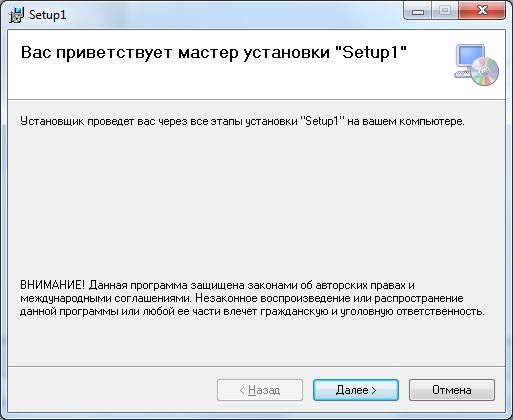 Setup1
Вас приветствует мастер установки "Setup1"
Установщик проведет вас через все этапы установки "Setup1" на вашем компьютере.
ВНИМАНИЕ! Данная программа защищена законами об авторских правах и
международными соглашениями. Незаконное воспроизведение или распространение
данной программы или любой ее части влечет гражданскую и уголовную ответственность.
< Назад Далее > Отмена